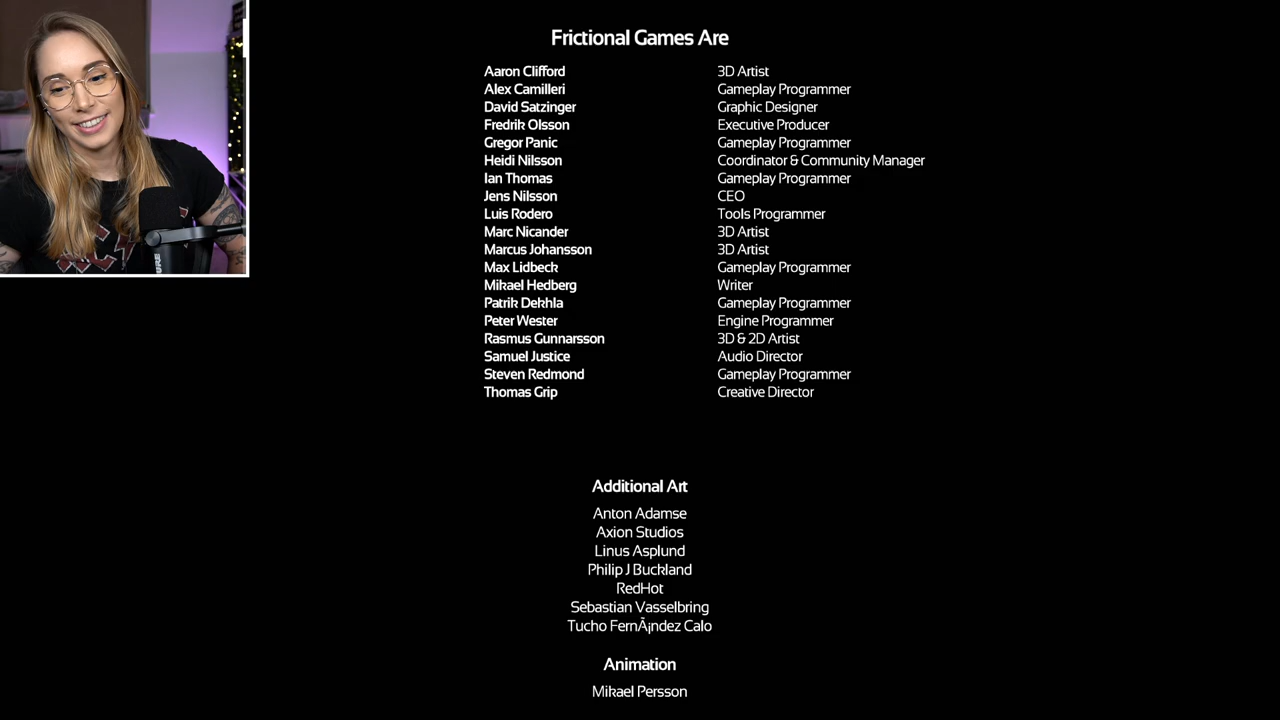 Frictional Games Are
Aaron Clifford 3D Artist
Alex Camilleri Gameplay Programmer
David Satzinger Graphic Designer
Fredrik Olsson Executive Producer
Gregor Panic Gameplay Programmer
Heidi Nilsson Coordinator & Community Manager
Ian Thomas Gameplay Programmer
Jens Nilsson CEO
Luis Rodero Tools Programmer
Marc Nicander 3D Artist
Marcus Johansson 3D Artist
Max Lidbeck Gameplay Programmer
Mikael Hedberg Writer
Patrik Dekhla Gameplay Programmer
Peter Wester Engine Programmer
Rasmus Gunnarsson 3D & 2D Artist
Samuel Justice Audio Director
Steven Redmond Gameplay Programmer
Thomas Grip Creative Director
Additional Art
Anton Adamse
Axion Studios
Linus Asplund
Philip J Buckland
RedHot
Sebastian Vasselbring
Tucho FernÃ¡ndez Calo
Animation
Mikael Persson
SHURE